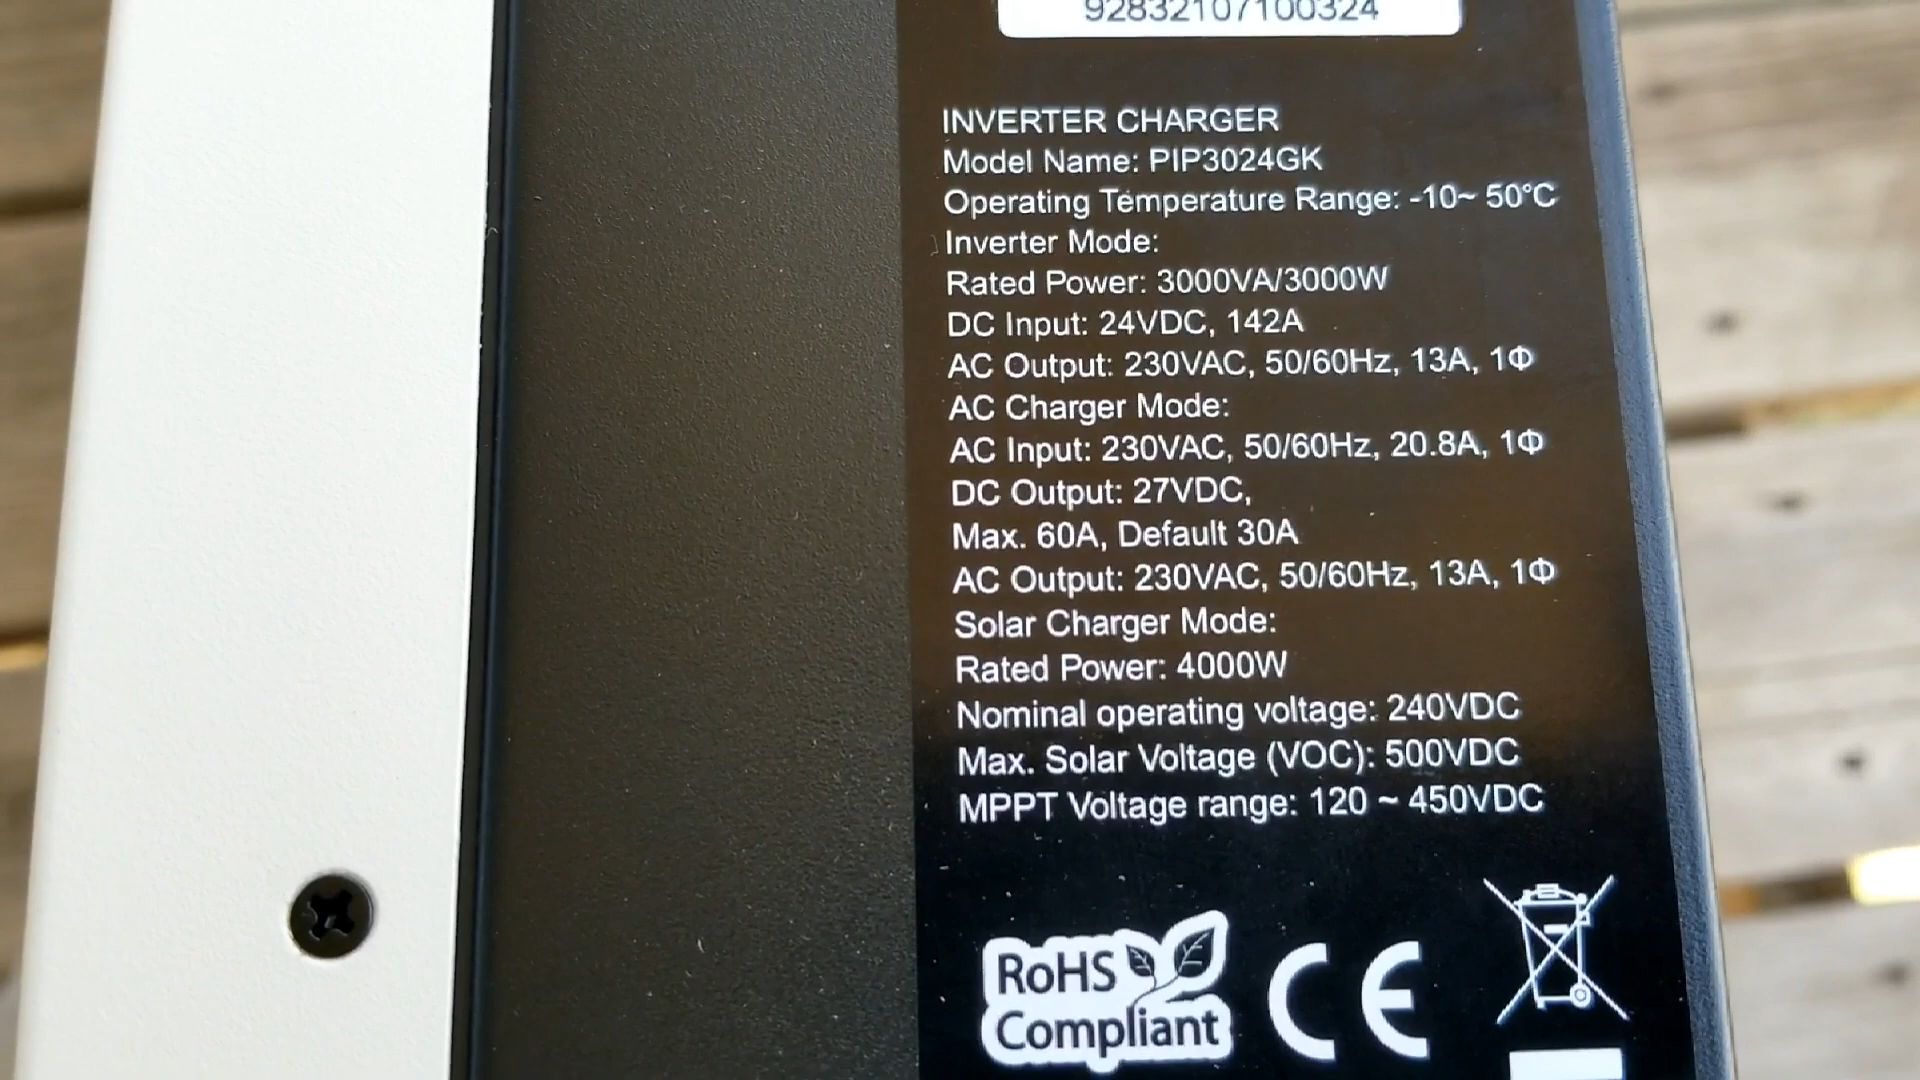 92832107100324
INVERTER CHARGER
Model Name: PIP3024GK
Operating Temperature Range: -10~ 50°C
Inverter Mode:
Rated Power: 3000VA/3000W
DC Input: 24VDC, 142A
AC Output: 230VAC, 50/60Hz, 13A, 1Φ
AC Charger Mode:
AC Input: 230VAC, 50/60Hz, 20.8A, 1Φ
DC Output: 27VDC,
Max. 60A, Default 30A
AC Output: 230VAC, 50/60Hz, 13A, 1Φ
Solar Charger Mode:
Rated Power: 4000W
Nominal operating voltage: 240VDC
Max. Solar Voltage (VOC): 500VDC
MPPT Voltage range: 120 ~ 450VDC
RoHS
Compliant
CE